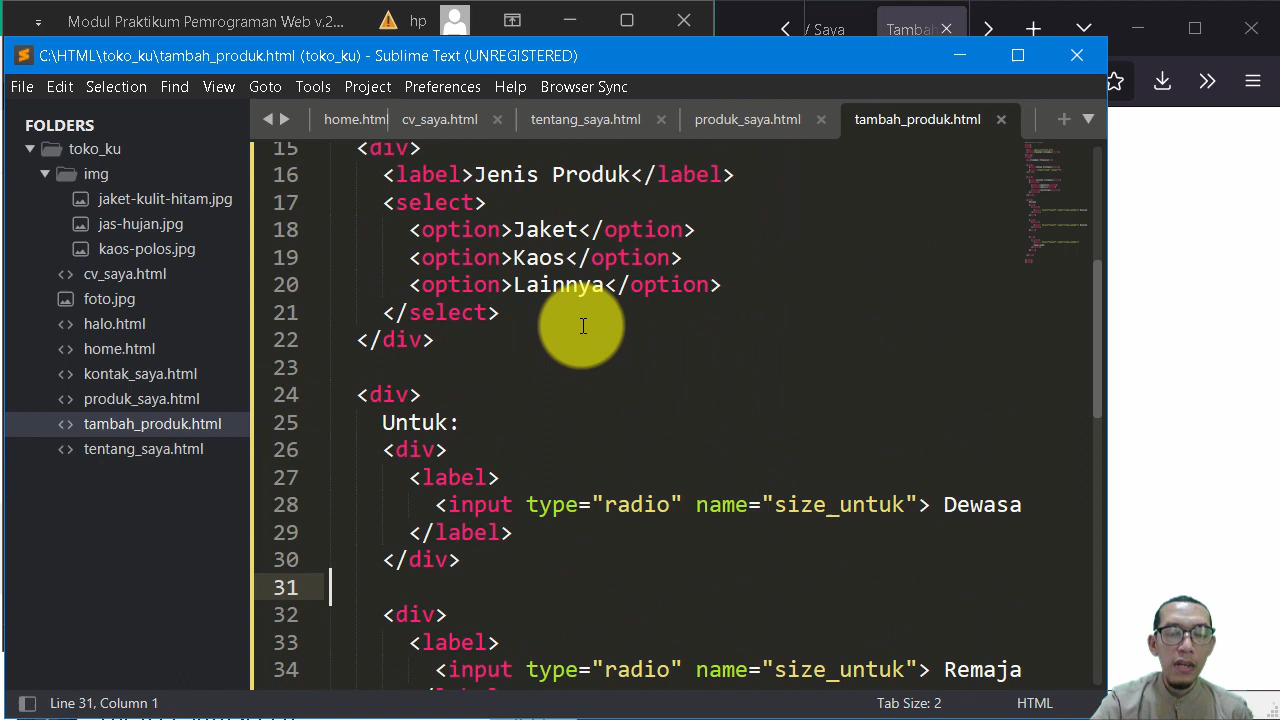 Modul Praktikum Pemrograman Web v.2...
hp
/ Saya
Tambah
C:\HTML\toko_ku\tambah_produk.html (toko_ku) - Sublime Text (UNREGISTERED)
File Edit Selection Find View Goto Tools Project Preferences Help Browser Sync
FOLDERS
toko_ku
img
jaket-kulit-hitam.jpg
jas-hujan.jpg
kaos-polos.jpg
cv_saya.html
foto.jpg
halo.html
home.html
kontak_saya.html
produk_saya.html
tambah_produk.html
tentang_saya.html
home.html cv_saya.html tentang_saya.html produk_saya.html tambah_produk.html
15 <div>
16 <label>Jenis Produk</label>
17 <select>
18 <option>Jaket</option>
19 <option>Kaos</option>
20 <option>Lainnya</option>
21 </select>
22 </div>
23
24 <div>
25 Untuk:
26 <div>
27 <label>
28 <input type="radio" name="size_untuk"> Dewasa
29 </label>
30 </div>
31
32 <div>
33 <label>
34 <input type="radio" name="size_untuk"> Remaja
Line 31, Column 1
Tab Size: 2
HTML